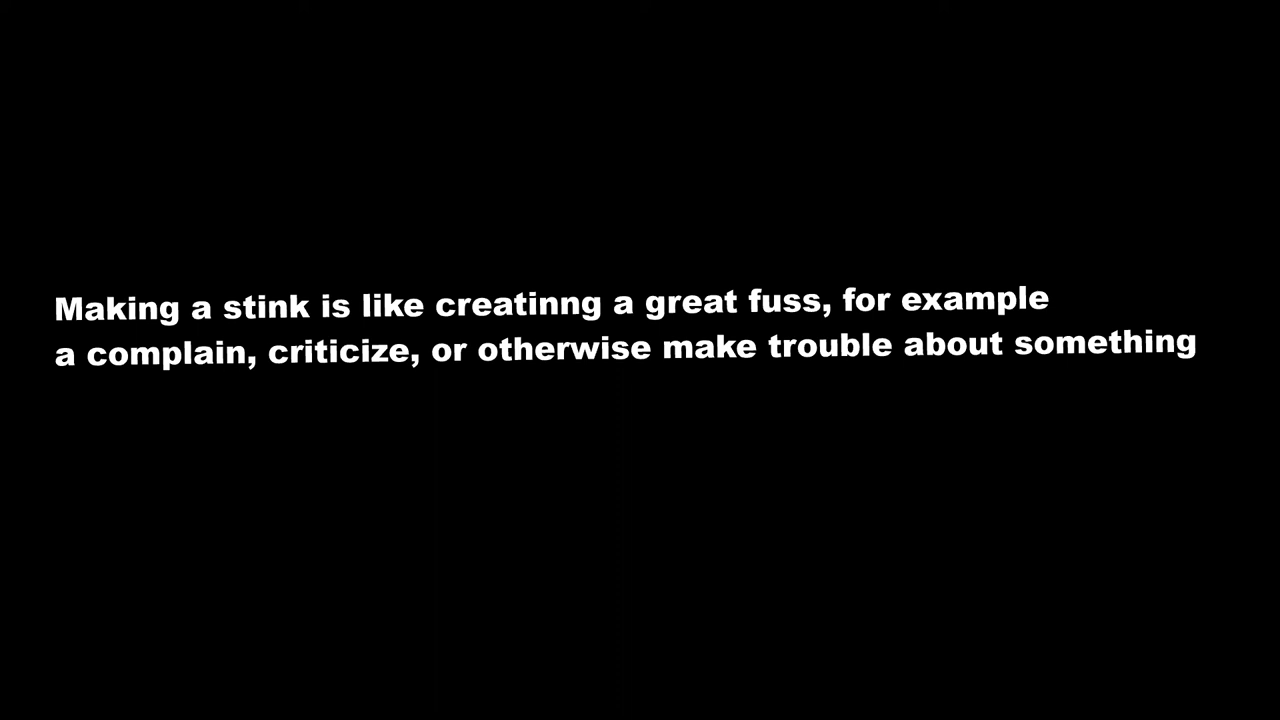 Making a stink is like creatinng a great fuss, for example
a complain, criticize, or otherwise make trouble about something